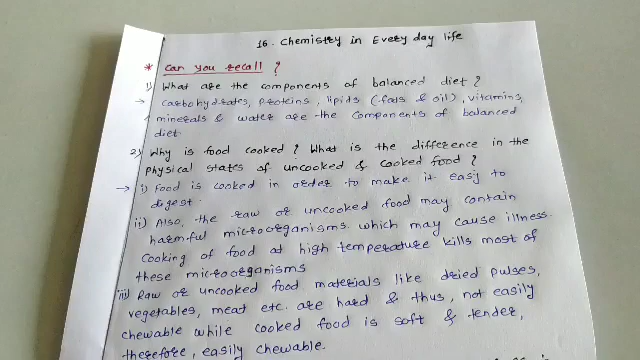 16. Chemistry in Every day life
* Can you recall ?
1) What are the components of balanced diet ?
→ Carbohydrates, proteins, lipids (fats & oil), vitamins,
minerals & water are the components of balanced
diet
2) Why is food cooked ? What is the difference in the
physical states of uncooked & cooked food ?
→ i) Food is cooked in order to make it easy to
digest.
ii) Also, the raw or uncooked food may contain
harmful microorganisms which may cause illness.
Cooking of food at high temperature kills most of
these microorganisms
iii) Raw or uncooked food materials like dried pulses,
vegetables, meat etc. are hard & thus, not easily
chewable while cooked food is soft & tender,
therefore, easily chewable.